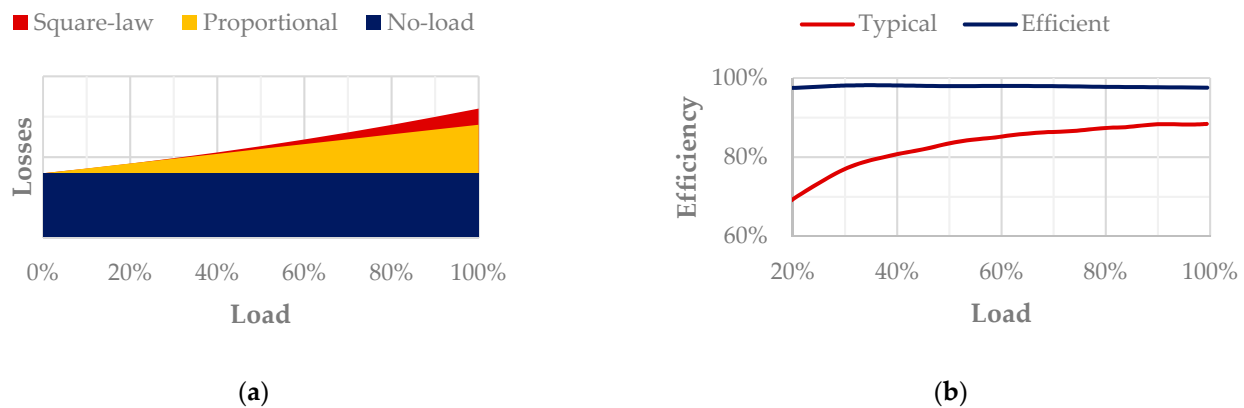 Square-law Proportional No-load
Losses
0% 20% 40% 60% 80% 100%
Load
(a)
Typical Efficient
100%
80%
60%
Efficiency
20% 40% 60% 80% 100%
Load
(b)